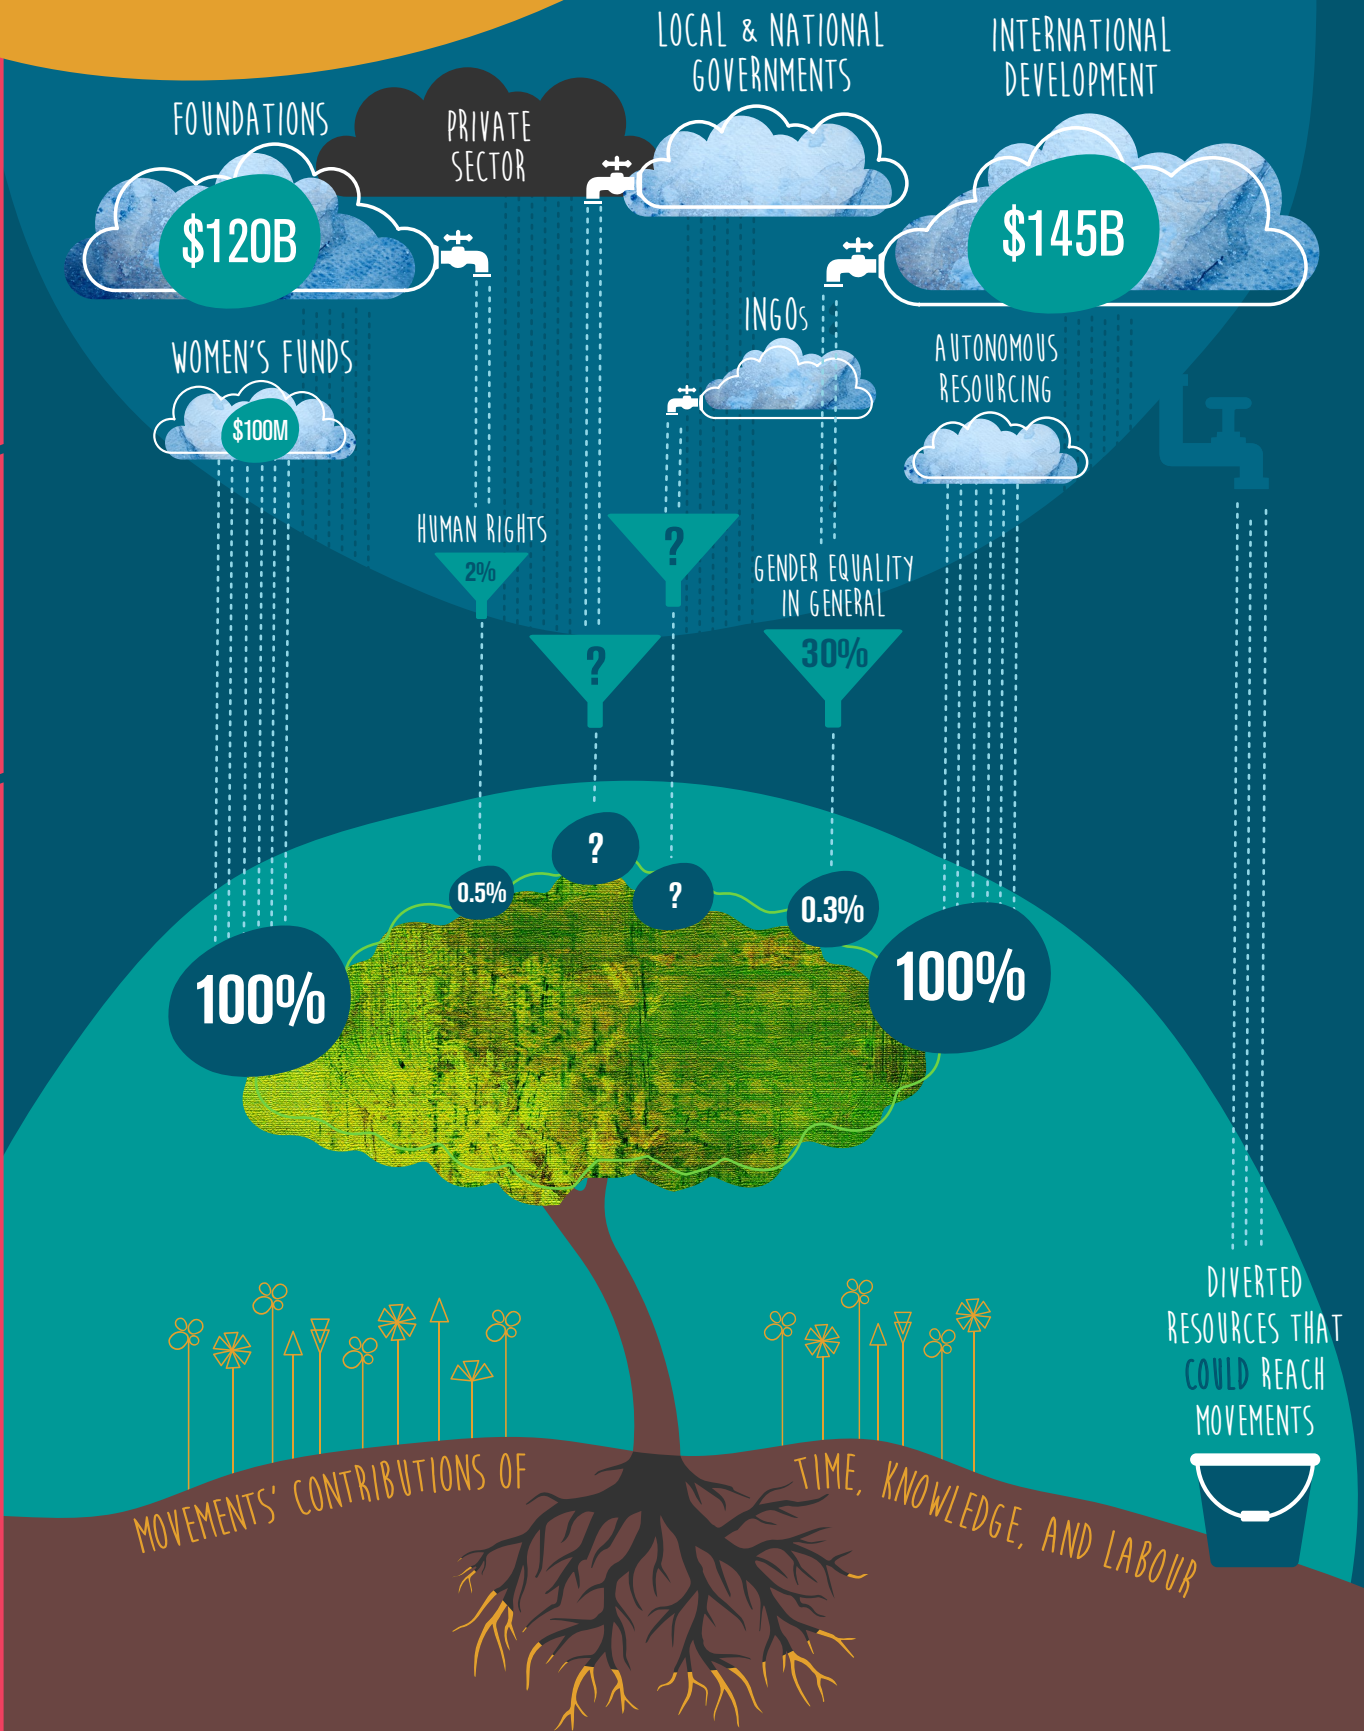 LOCAL & NATIONAL
GOVERNMENTS
INTERNATIONAL
DEVELOPMENT
FOUNDATIONS
PRIVATE
SECTOR
$120B
$145B
INGOs
WOMEN'S FUNDS
$100M
AUTONOMOUS
RESOURCING
HUMAN RIGHTS
2%
?
GENDER EQUALITY
IN GENERAL
30%
?
?
0.5%
?
0.3%
100%
100%
DIVERTED
RESOURCES THAT
COULD REACH
MOVEMENTS
MOVEMENTS' CONTRIBUTIONS OF
TIME, KNOWLEDGE, AND LABOUR